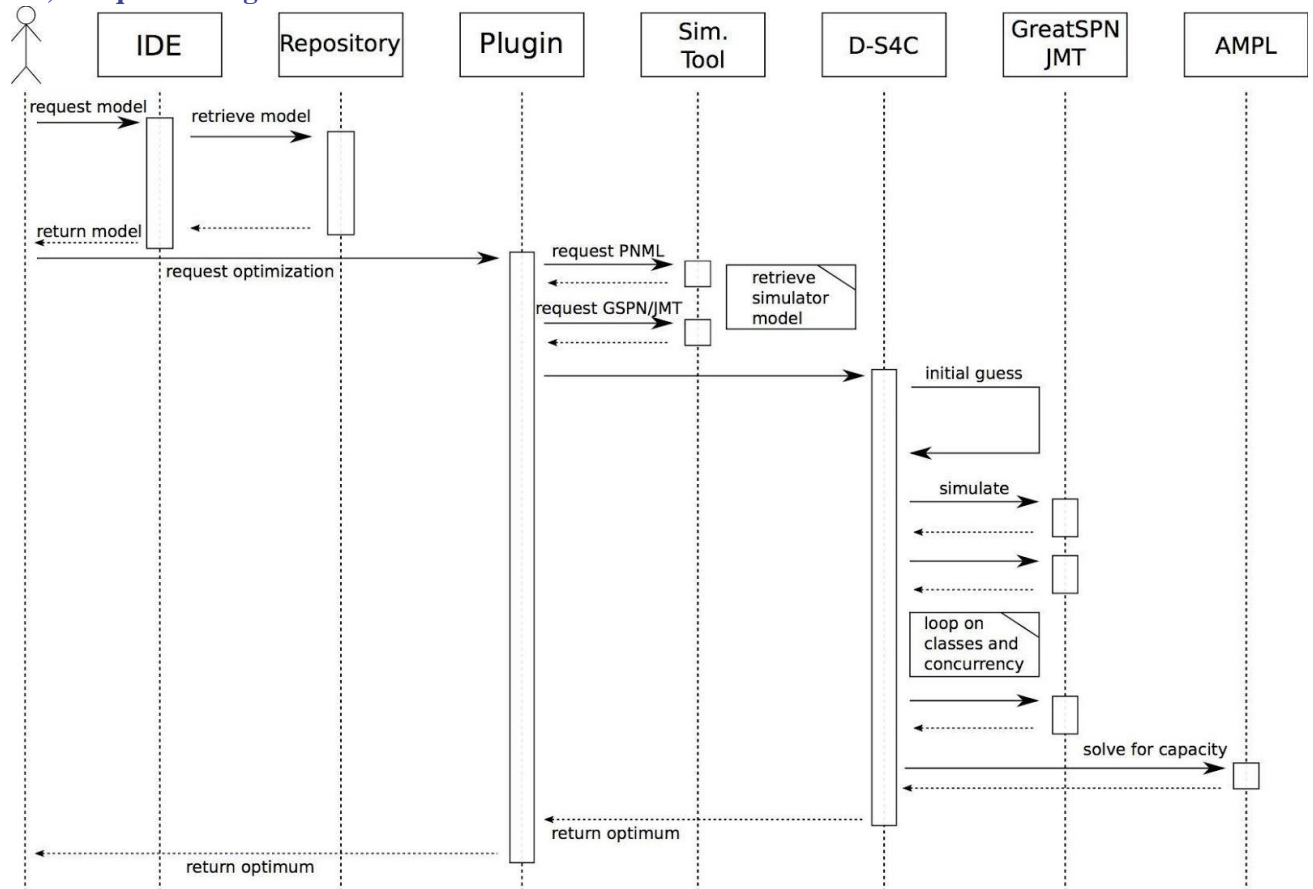 IDE
Repository
Plugin
Sim.
Tool
D-S4C
GreatSPN
JMT
AMPL
request model
retrieve model
return model
request optimization
request PNML
retrieve
simulator
model
request GSPN/JMT
initial guess
simulate
loop on
classes and
concurrency
solve for capacity
return optimum
return optimum